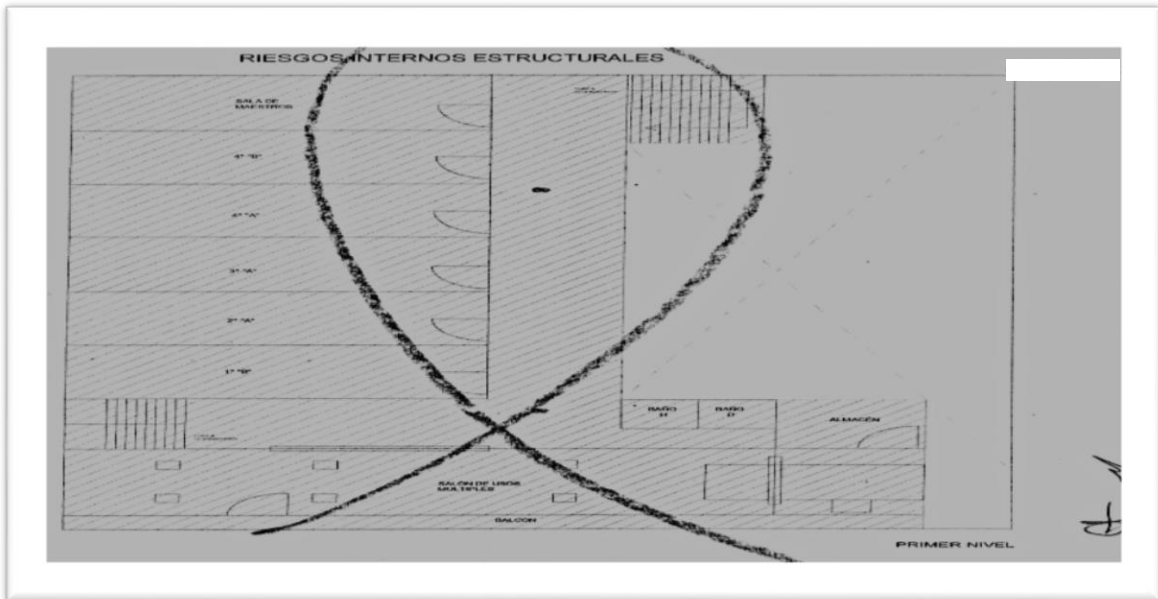 RIESGOS INTERNOS ESTRUCTURALES
SALA DE
MAESTROS
4° "B"
4° "A"
3° "A"
2° "A"
1° "B"
BAÑO
H
BAÑO
ALMACÉN
SALÓN DE USOS
MÚLTIPLES
BALCÓN
PRIMER NIVEL